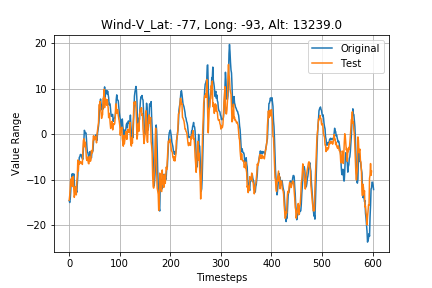 Wind-V_Lat: -77, Long: -93, Alt: 13239.0
Original
Test
Value Range
20
10
0
−10
−20
0 100 200 300 400 500 600
Timesteps